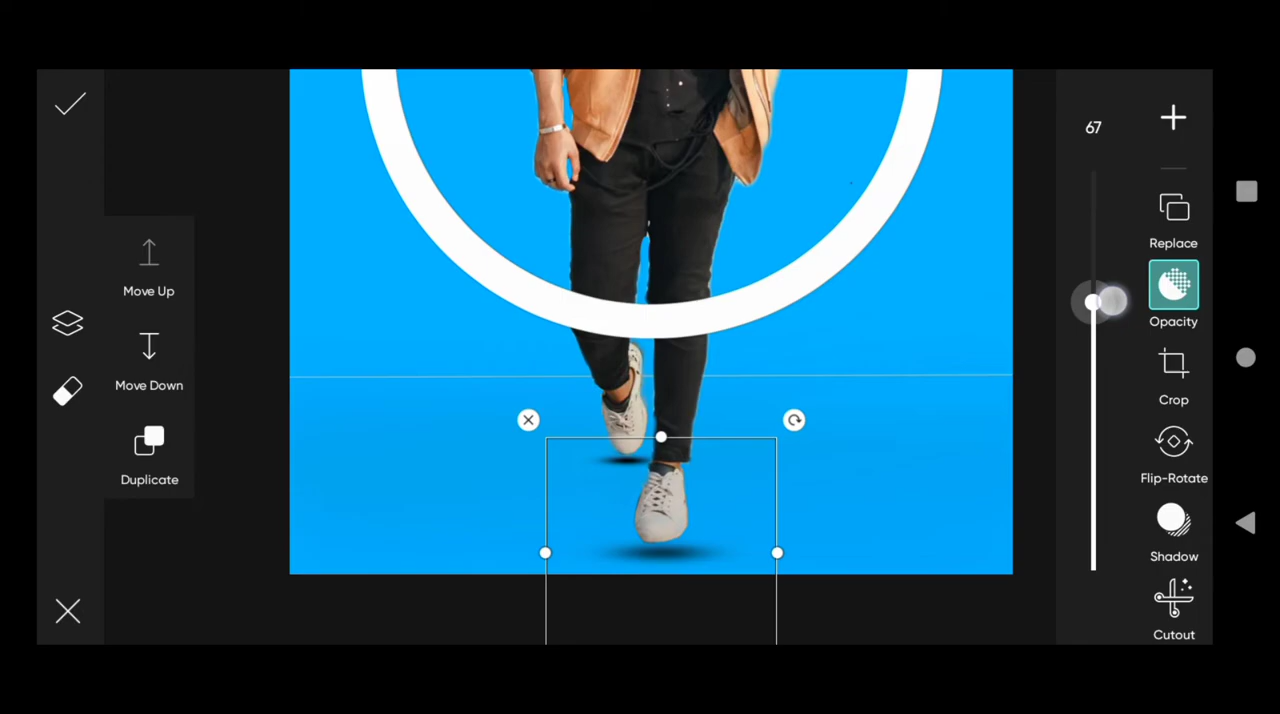 67
Replace
Opacity
Crop
Flip-Rotate
Shadow
Cutout
Move Up
Move Down
Duplicate